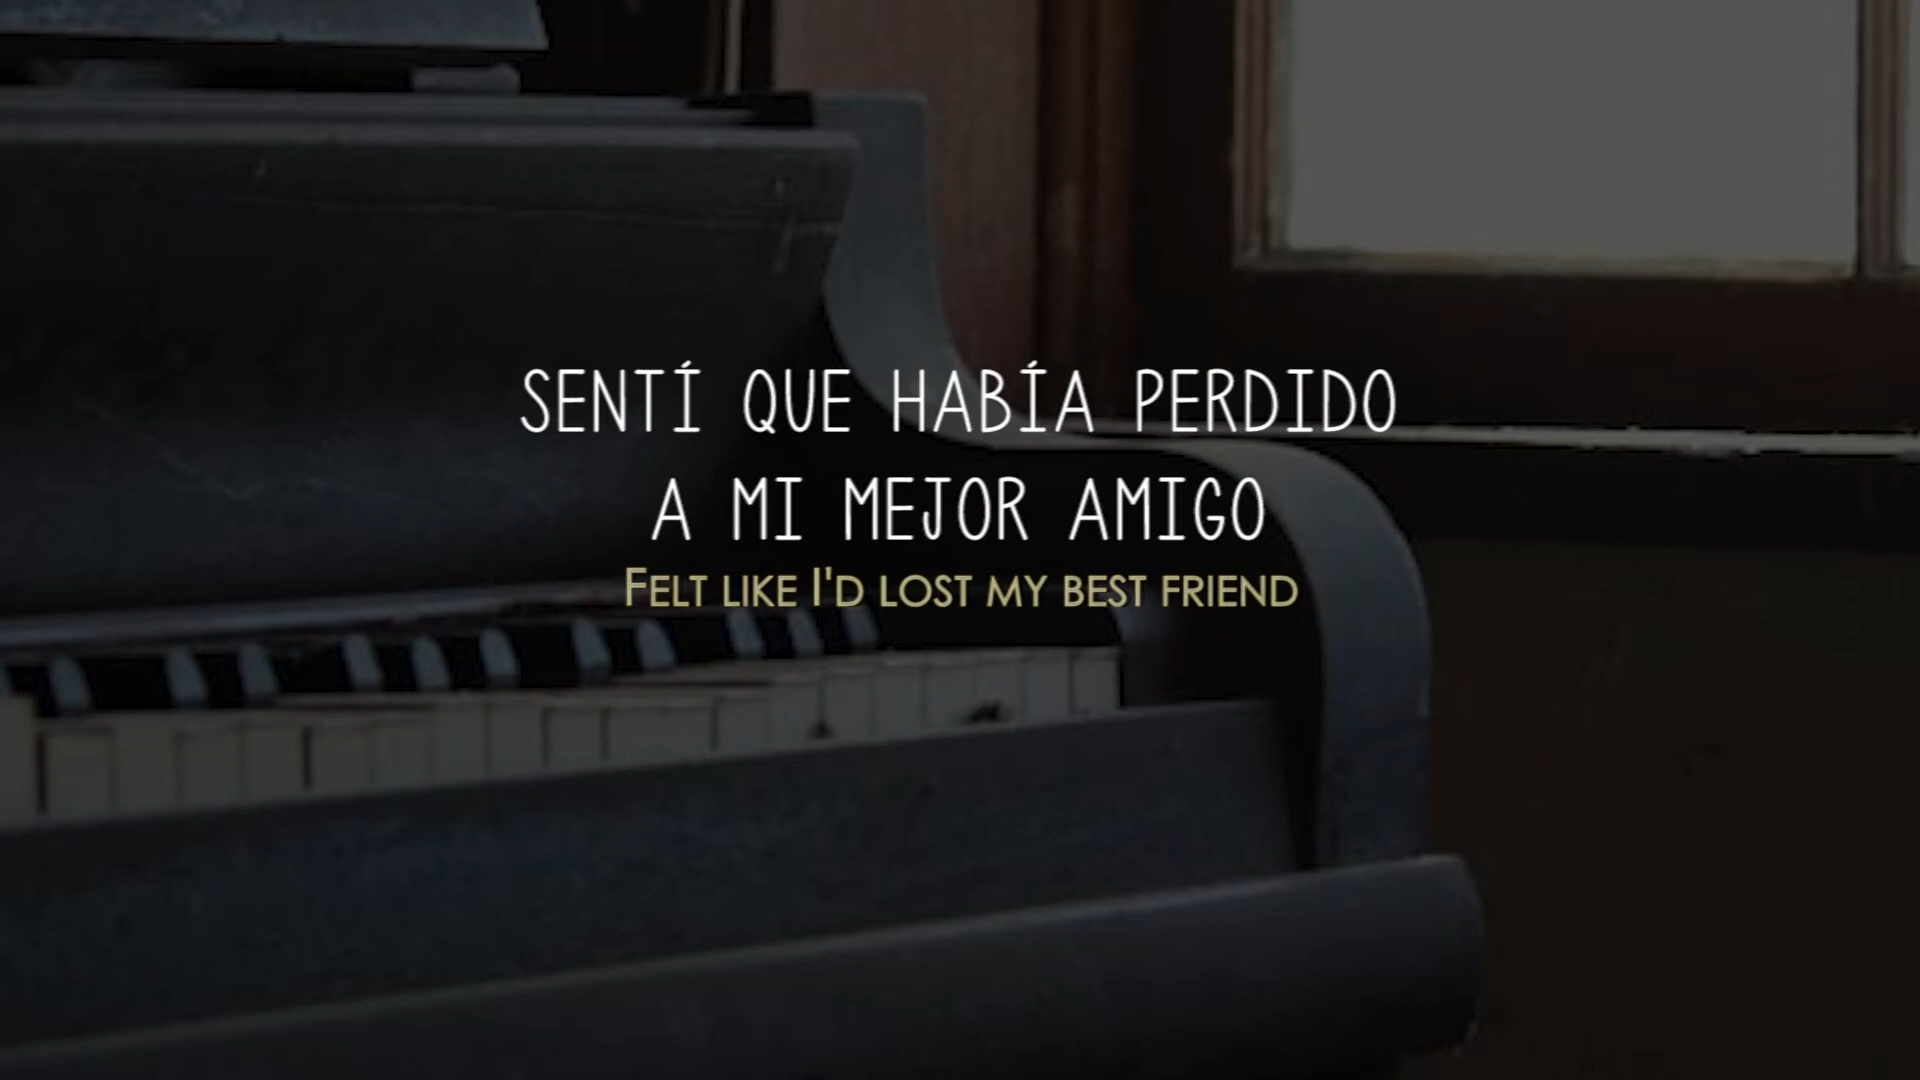 SENTÍ QUE HABÍA PERDIDO
A MI MEJOR AMIGO
FELT LIKE I'D LOST MY BEST FRIEND